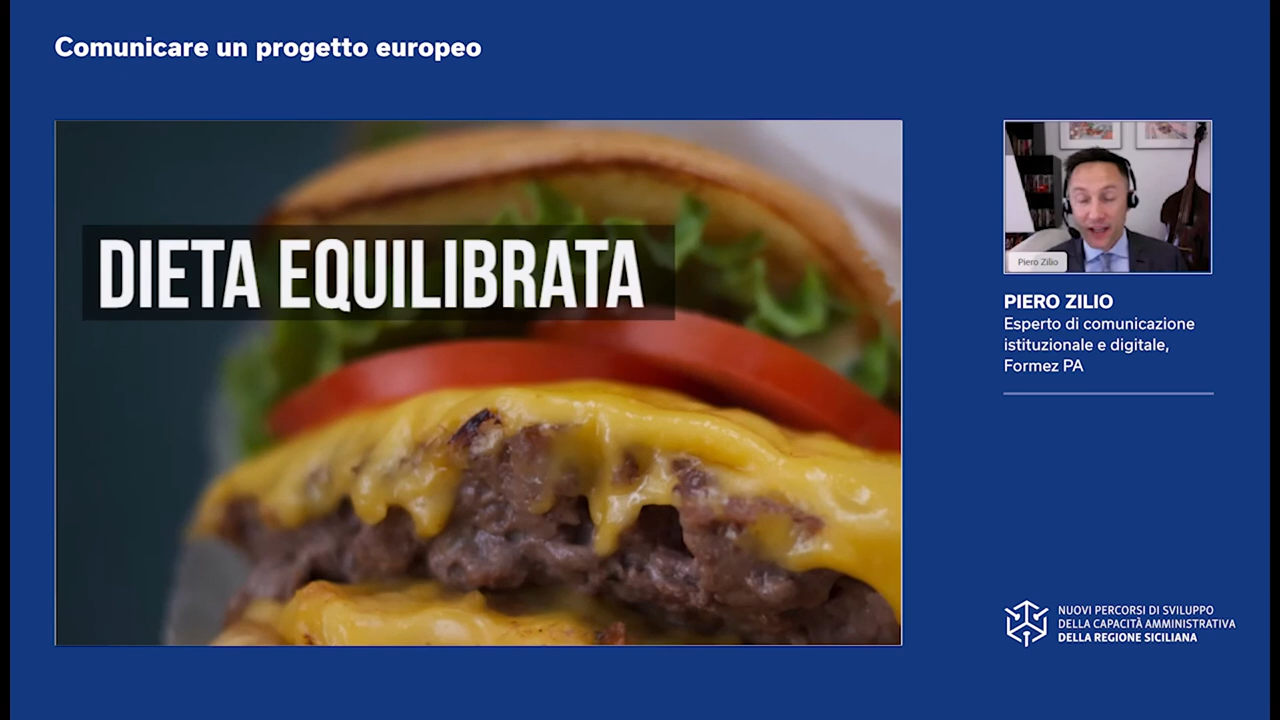 Comunicare un progetto europeo
DIETA EQUILIBRATA
Piero Zilio
PIERO ZILIO
Esperto di comunicazione
istituzionale e digitale,
Formez PA
NUOVI PERCORSI DI SVILUPPO
DELLA CAPACITÀ AMMINISTRATIVA
DELLA REGIONE SICILIANA